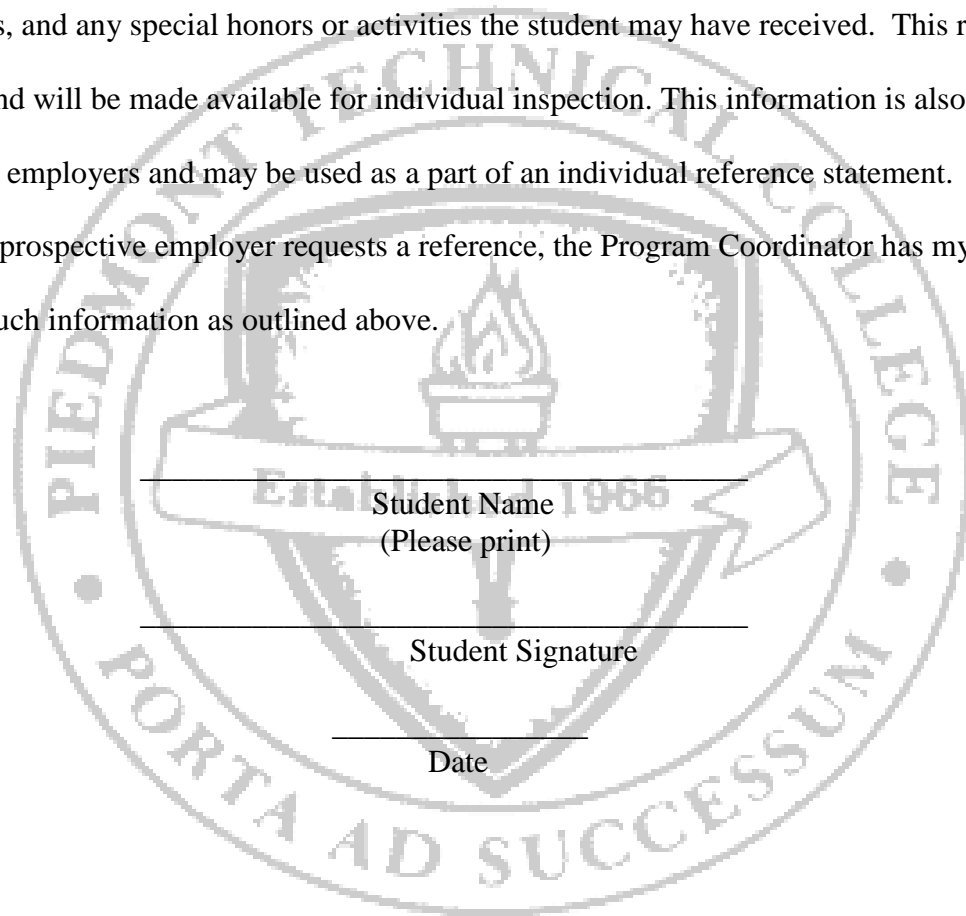 s, and any special honors or activities the student may have received. This r
nd will be made available for individual inspection. This information is also
employers and may be used as a part of an individual reference statement.
prospective employer requests a reference, the Program Coordinator has my
uch information as outlined above.
PIEDMONT TECHNICAL COLLEGE
Established 1966
Student Name
(Please print)
Student Signature
Date
PORTA AD SUCCESSUM